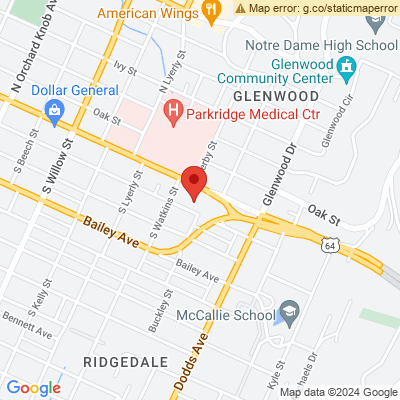 Map error: g.co/staticmaperror
American Wings
N Orchard Knob Ave
Ivy St
N Lyerly St
Notre Dame High School
Glenwood
Community Center
GLENWOOD
Dollar General
Oak St
H
Parkridge Medical Ctr
Glenwood Cir
S Beech St
S Willow St
S Lyerly St
S Watkins St
Derby St
Glenwood Dr
Oak St
Bailey Ave
64
Bailey Ave
S Kelly St
Buckley St
McCallie School
Bennett Ave
RIDGEDALE
Dodds Ave
Kyle St
Google
Map data ©2024 Google